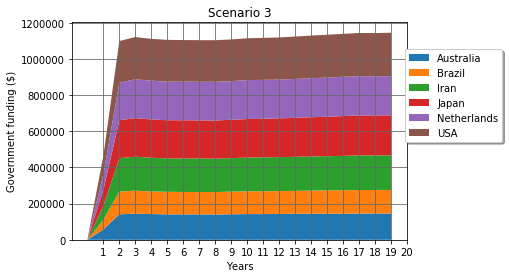 Scenario 3
Government funding ($)
1200000
1000000
800000
600000
400000
200000
0
1 2 3 4 5 6 7 8 9 10 11 12 13 14 15 16 17 18 19 20
Years
Australia
Brazil
Iran
Japan
Netherlands
USA